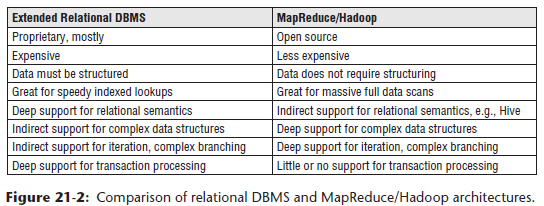 Extended Relational DBMS MapReduce/Hadoop
Proprietary, mostly Open source
Expensive Less expensive
Data must be structured Data does not require structuring
Great for speedy indexed lookups Great for massive full data scans
Deep support for relational semantics Indirect support for relational semantics, e.g., Hive
Indirect support for complex data structures Deep support for complex data structures
Indirect support for iteration, complex branching Deep support for iteration, complex branching
Deep support for transaction processing Little or no support for transaction processing
Figure 21-2: Comparison of relational DBMS and MapReduce/Hadoop architectures.